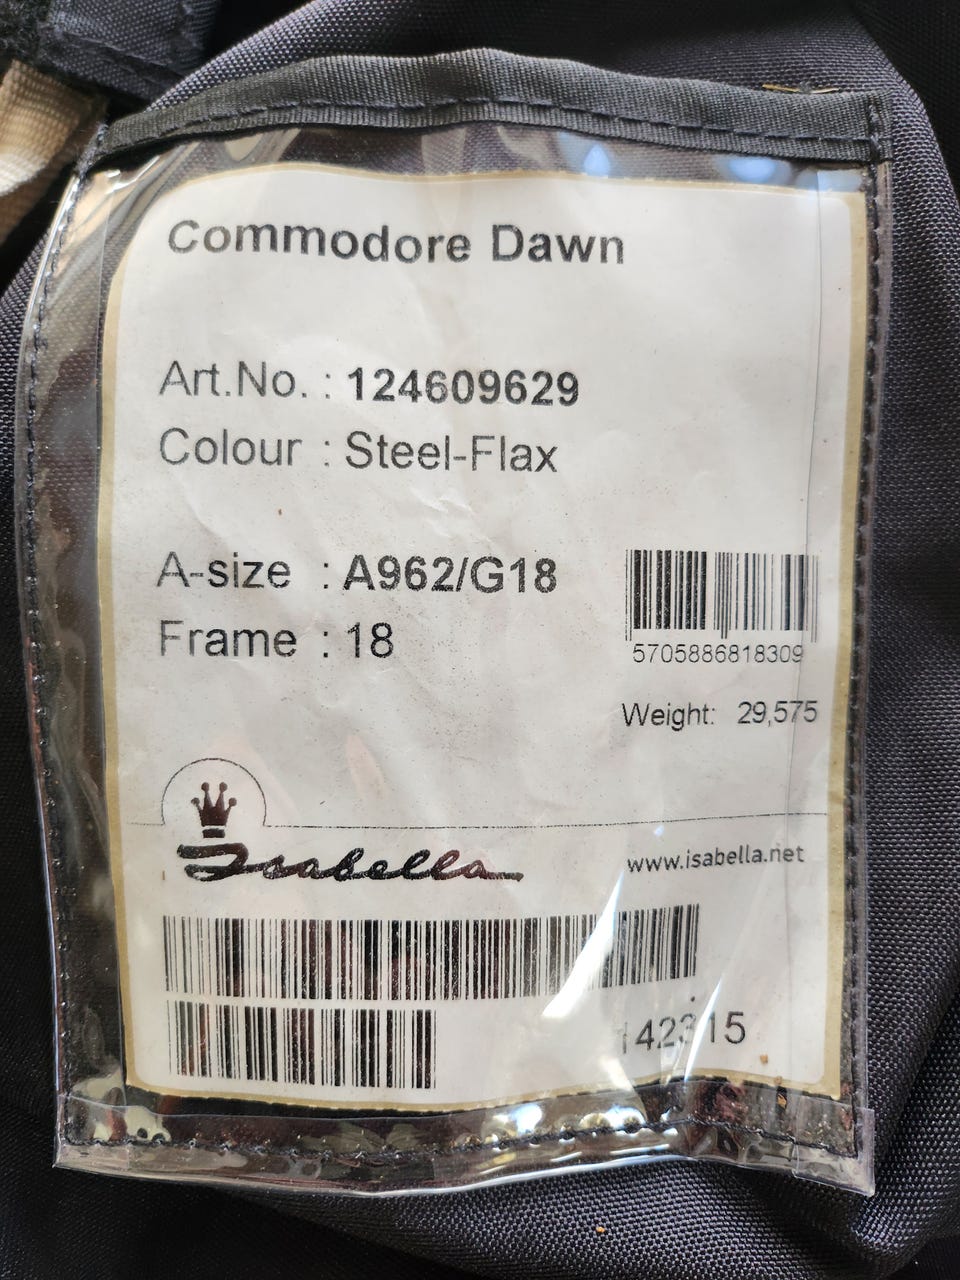 Commodore Dawn
Art.No. : 124609629
Colour : Steel-Flax
A-size : A962/G18
Frame : 18
5705886818309
Weight: 29,575
Isabella
www.isabella.net
142315